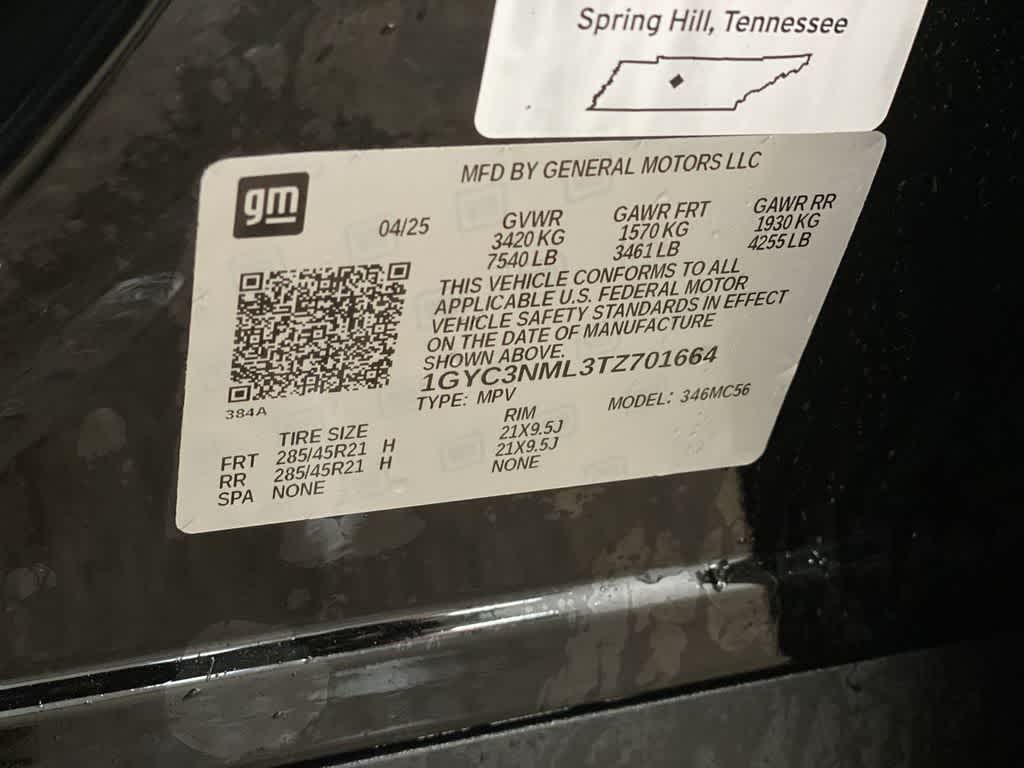 Spring Hill, Tennessee
gm
MFD BY GENERAL MOTORS LLC
04/25
GVWR
3420 KG
7540 LB
GAWR FRT
1570 KG
3461 LB
GAWR RR
1930 KG
4255 LB
THIS VEHICLE CONFORMS TO ALL
APPLICABLE U.S. FEDERAL MOTOR
VEHICLE SAFETY STANDARDS IN EFFECT
ON THE DATE OF MANUFACTURE
SHOWN ABOVE.
1GYC3NML3TZ701664
TYPE: MPV
MODEL: 346MC56
384A
TIRE SIZE RIM
FRT 285/45R21 H 21X9.5J
RR 285/45R21 H 21X9.5J
SPA NONE NONE